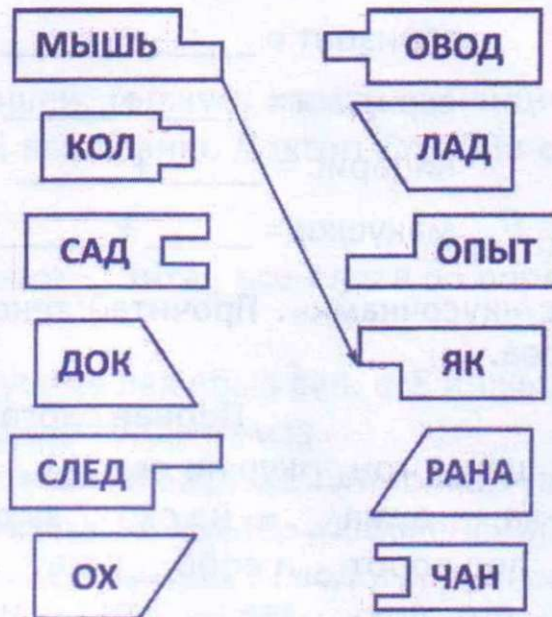 МЫШЬ ОВОД
КОЛ ЛАД
САД ОПЫТ
ДОК ЯК
СЛЕД РАНА
ОХ ЧАН